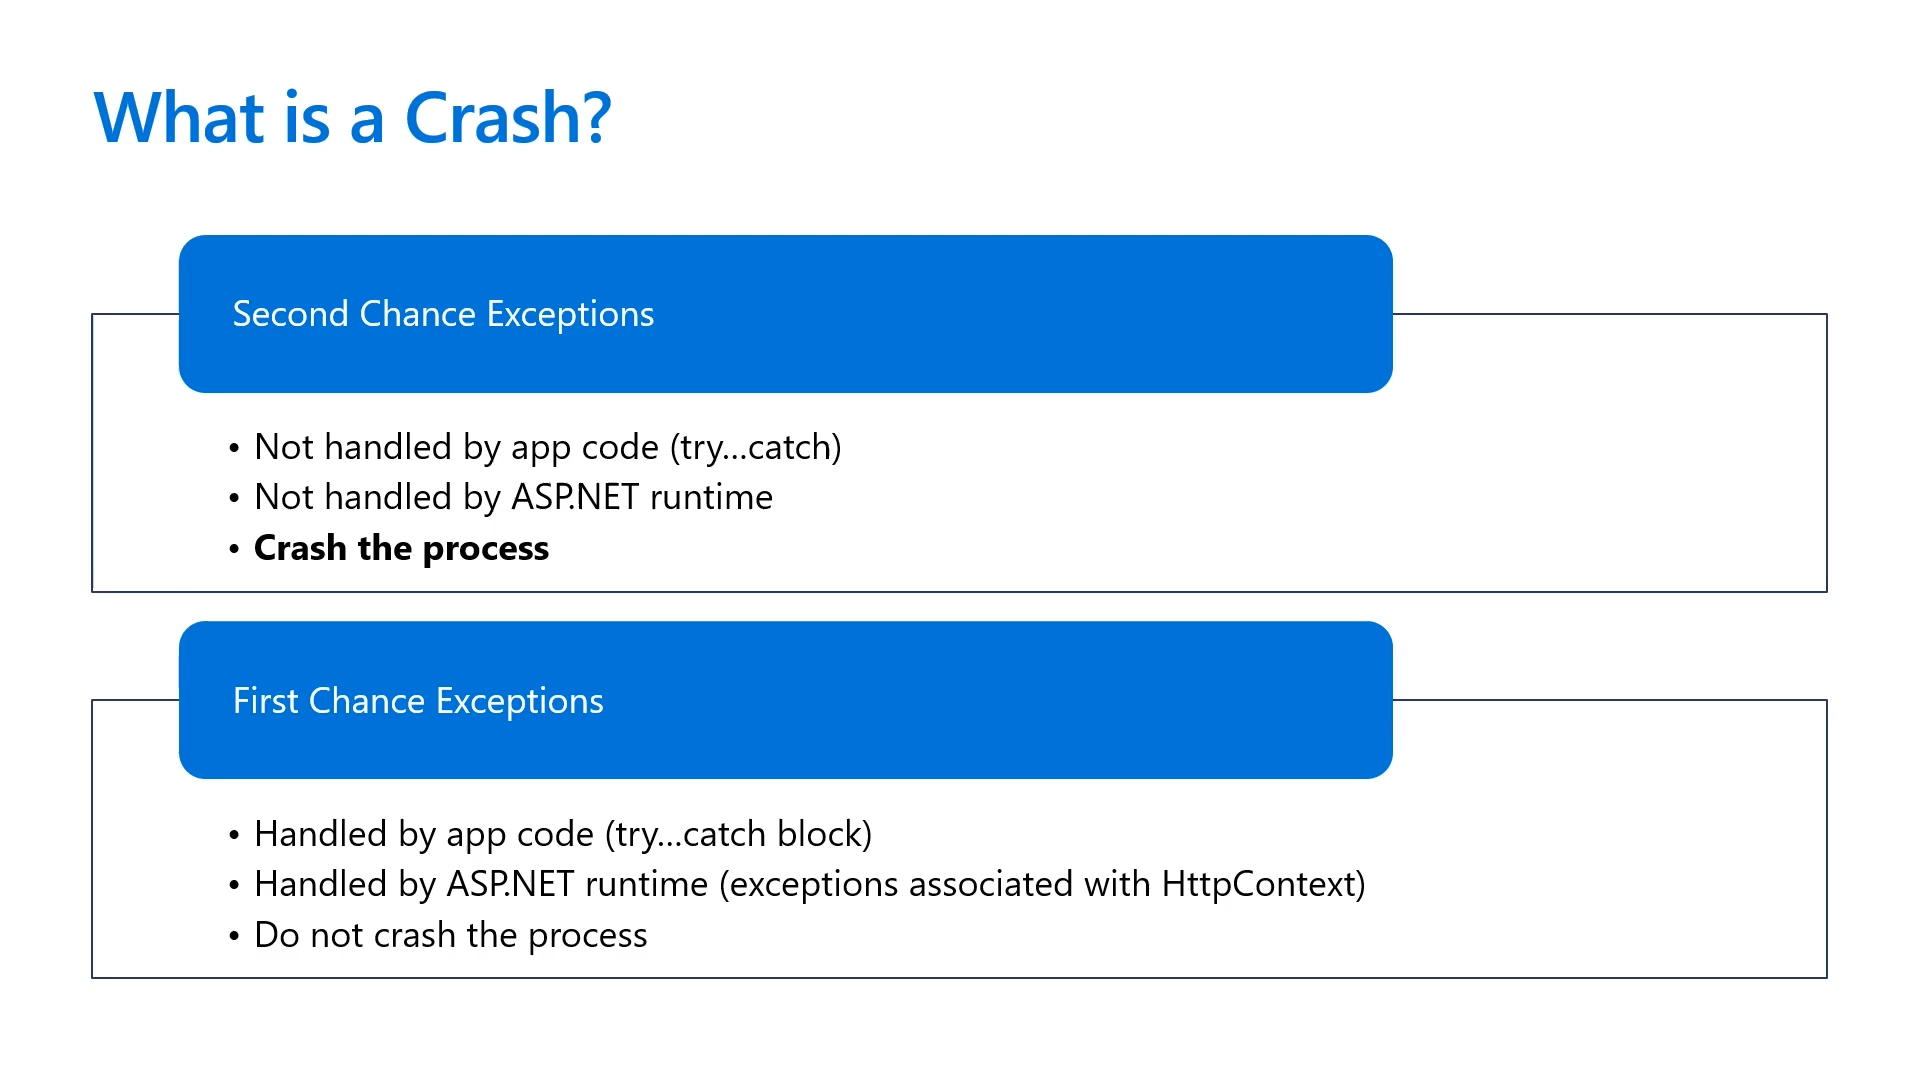 What is a Crash?
Second Chance Exceptions
• Not handled by app code (try...catch)
• Not handled by ASP.NET runtime
• Crash the process
First Chance Exceptions
• Handled by app code (try...catch block)
• Handled by ASP.NET runtime (exceptions associated with HttpContext)
• Do not crash the process